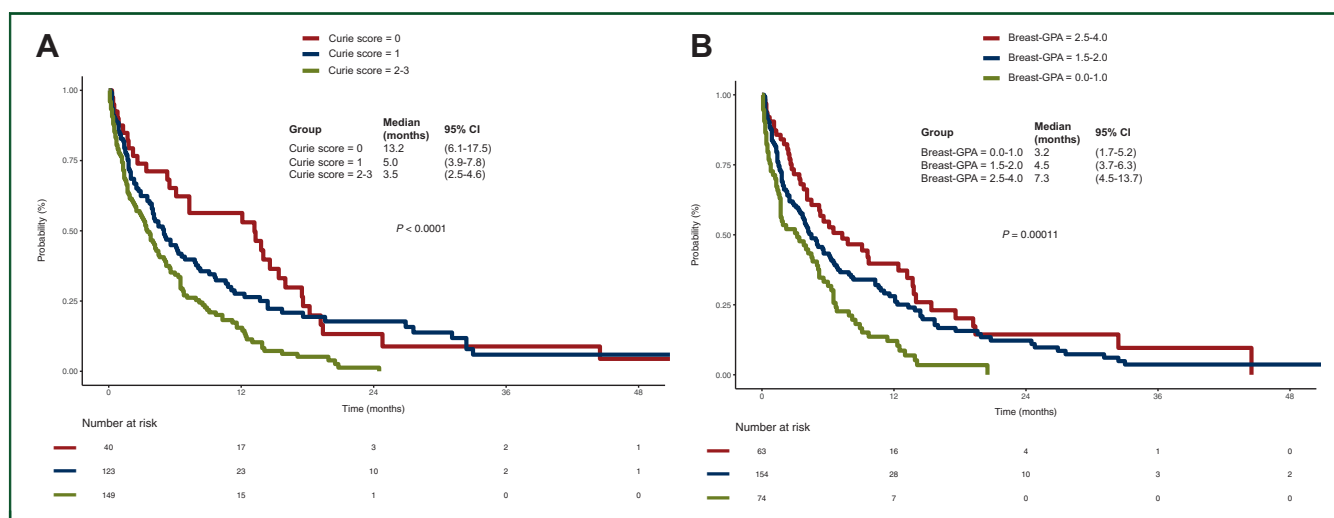 A
Curie score = 0
Curie score = 1
Curie score = 2-3
Group Median (months) 95% CI
Curie score = 0 13.2 (6.1-17.5)
Curie score = 1 5.0 (3.9-7.8)
Curie score = 2-3 3.5 (2.5-4.6)
P < 0.0001
Probability (%)
1.00
0.75
0.50
0.25
0.00
0 12 24 36 48
Time (months)
Number at risk
40 17 3 2 1
123 23 10 2 1
149 15 1 0 0
B
Breast-GPA = 2.5-4.0
Breast-GPA = 1.5-2.0
Breast-GPA = 0.0-1.0
Group Median (months) 95% CI
Breast-GPA = 0.0-1.0 3.2 (1.7-5.2)
Breast-GPA = 1.5-2.0 4.5 (3.7-6.3)
Breast-GPA = 2.5-4.0 7.3 (4.5-13.7)
P = 0.00011
Probability (%)
1.00
0.75
0.50
0.25
0.00
0 12 24 36 48
Time (months)
Number at risk
63 16 4 1 0
154 28 10 3 2
74 7 0 0 0